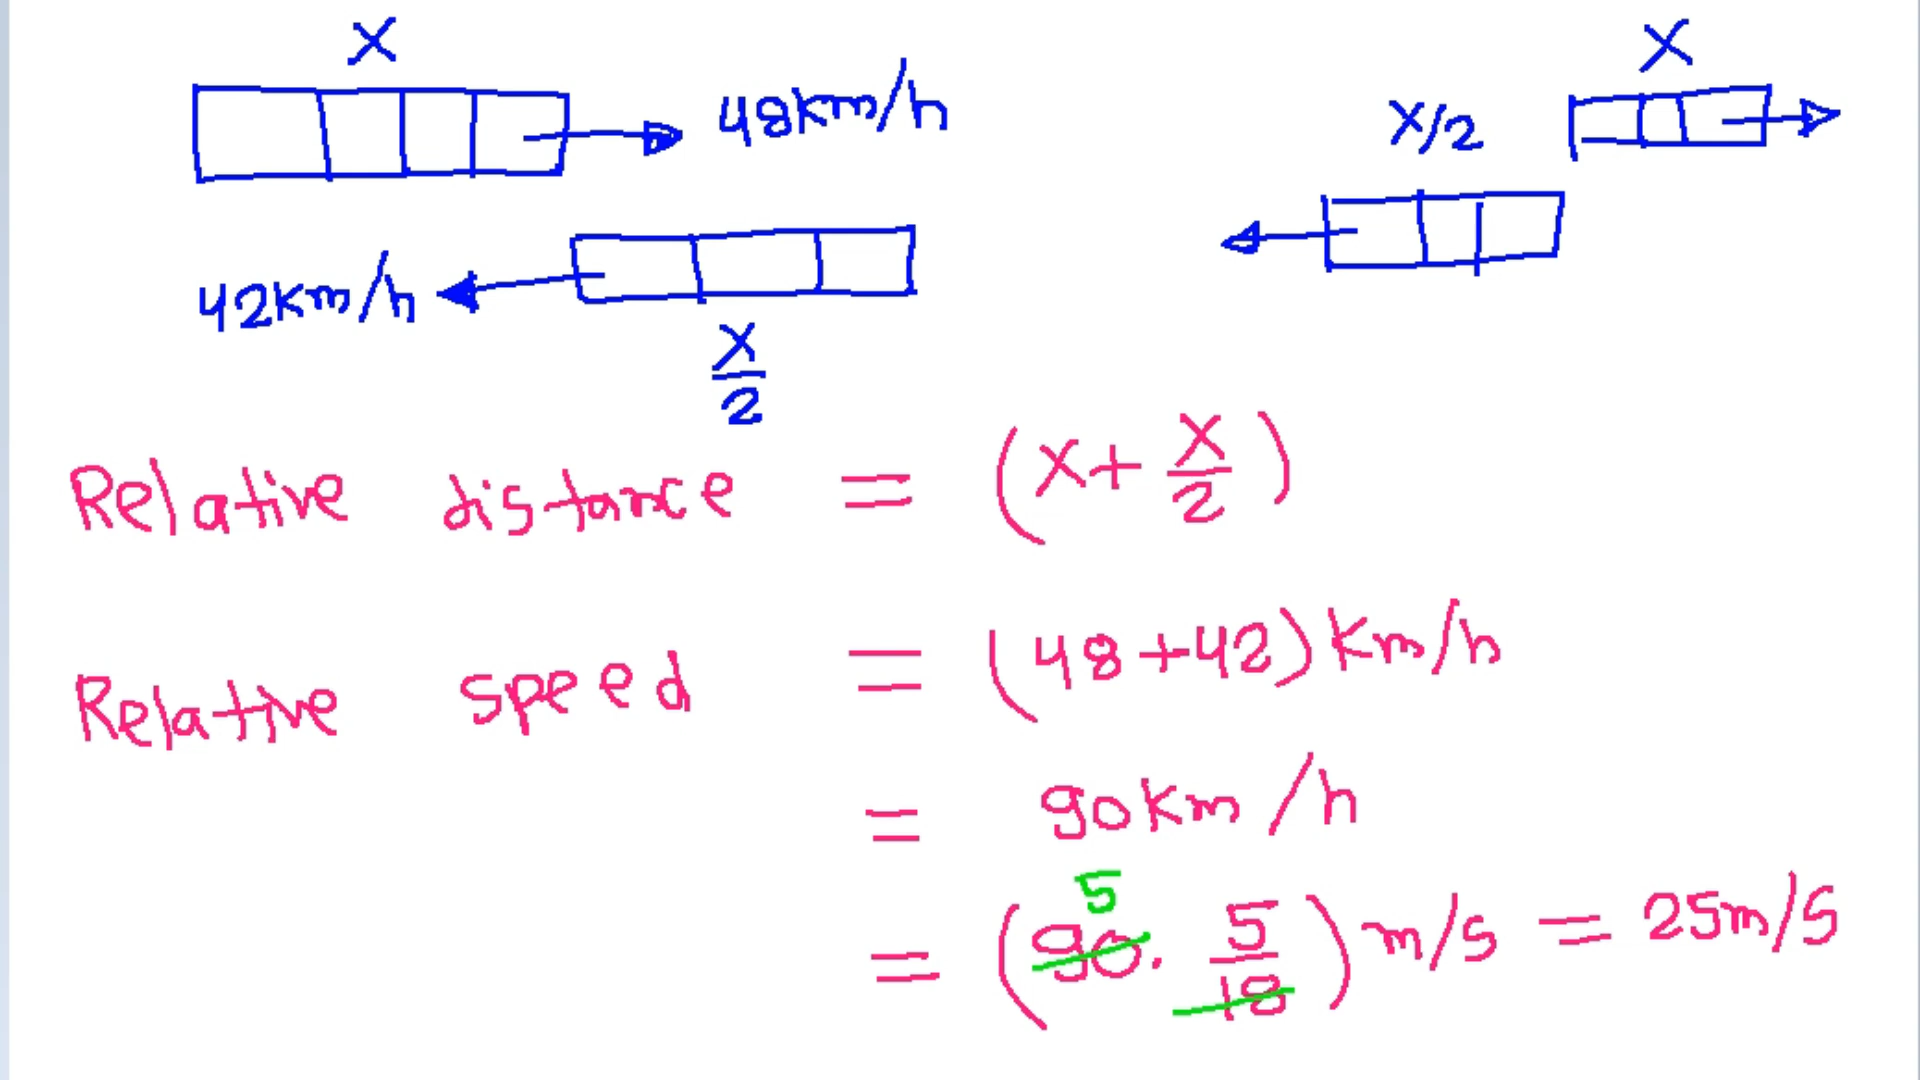 X
48km/h
42km/h
X/2
X/2
X
Relative distance = (X + X/2)
Relative speed = (48+42) km/h
= 90km/h
5
= (90. 5/18) m/s = 25m/s